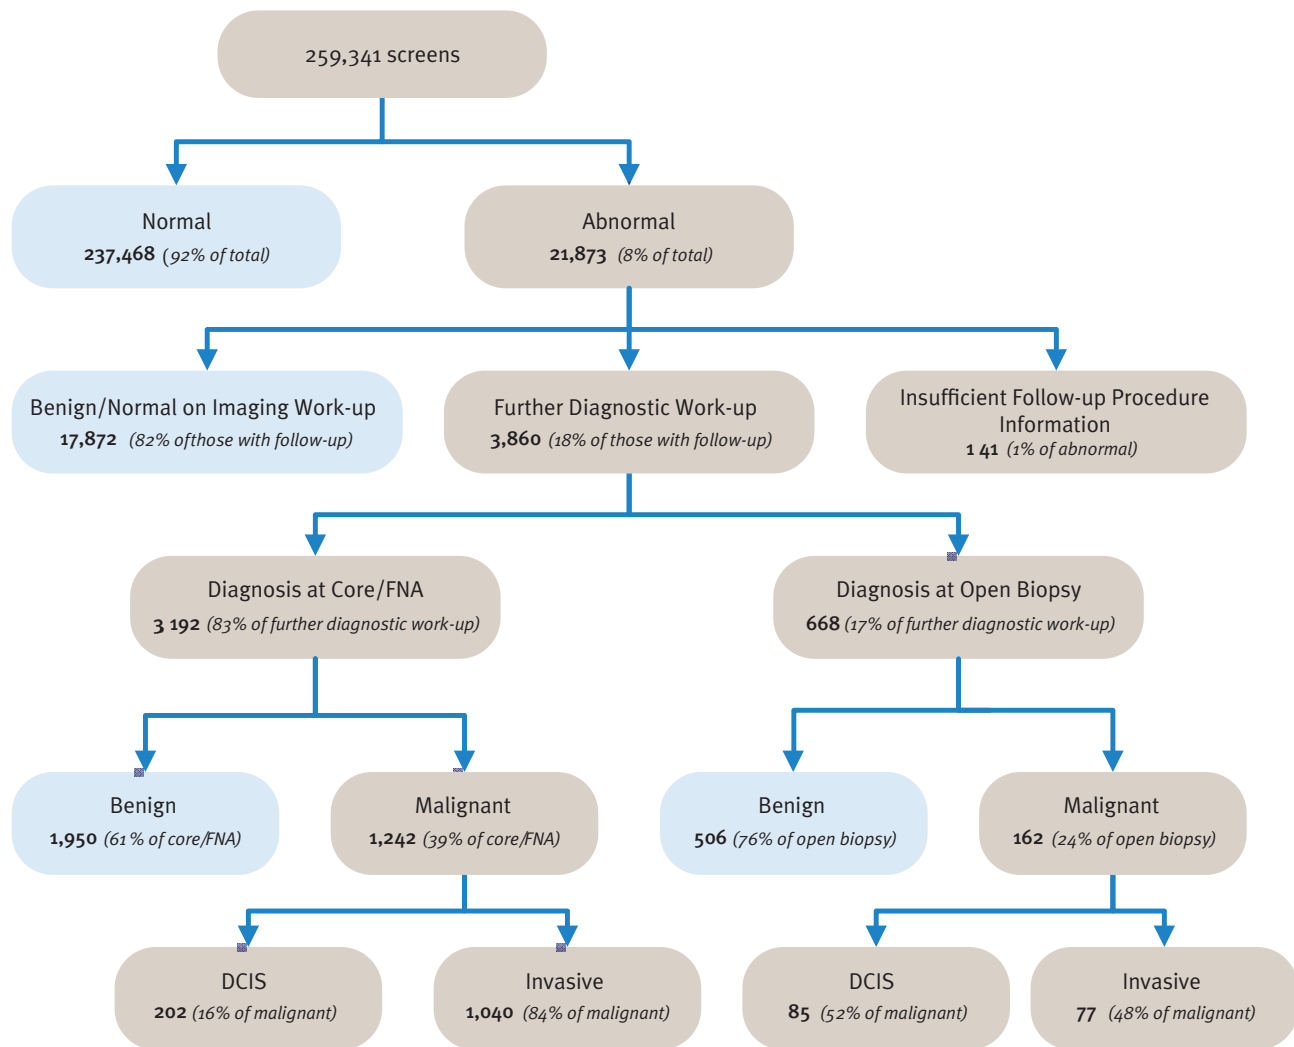 259,341 screens
Normal
237,468 (92% of total)
Abnormal
21,873 (8% of total)
Benign/Normal on Imaging Work-up
17,872 (82% ofthose with follow-up)
Further Diagnostic Work-up
3,860 (18% of those with follow-up)
Insufficient Follow-up Procedure
Information
1 41 (1% of abnormal)
Diagnosis at Core/FNA
3 192 (83% of further diagnostic work-up)
Diagnosis at Open Biopsy
668 (17% of further diagnostic work-up)
Benign
1,950 (61 % of core/FNA)
Malignant
1,242 (39% of core/FNA)
Benign
506 (76% of open biopsy)
Malignant
162 (24% of open biopsy)
DCIS
202 (16% of malignant)
Invasive
1,040 (84% of malignant)
DCIS
85 (52% of malignant)
Invasive
77 (48% of malignant)